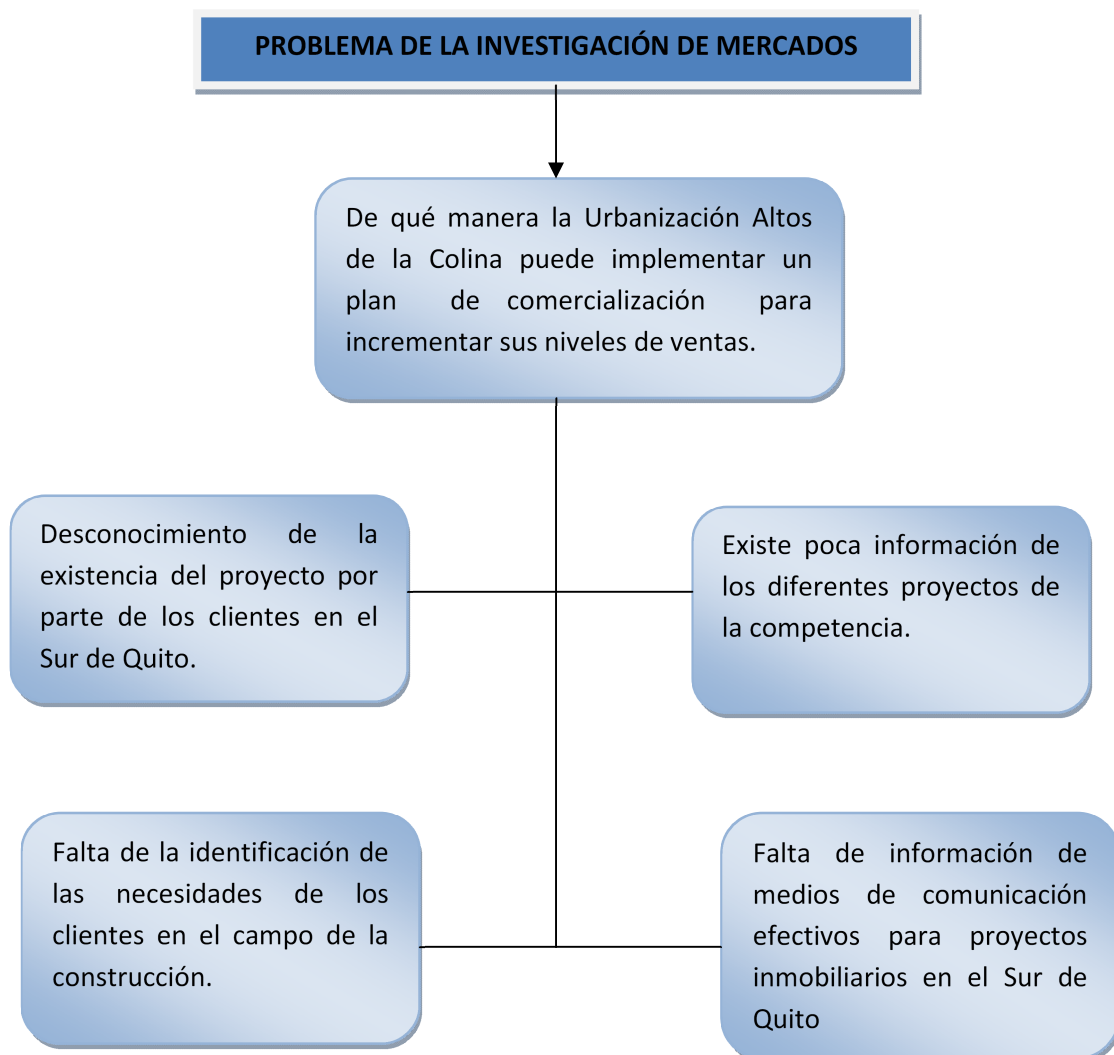 PROBLEMA DE LA INVESTIGACIÓN DE MERCADOS
De qué manera la Urbanización Altos
de la Colina puede implementar un
plan de comercialización para
incrementar sus niveles de ventas.
Desconocimiento de la
existencia del proyecto por
parte de los clientes en el
Sur de Quito.
Existe poca información de
los diferentes proyectos de
la competencia.
Falta de la identificación de
las necesidades de los
clientes en el campo de la
construcción.
Falta de información de
medios de comunicación
efectivos para proyectos
inmobiliarios en el Sur de
Quito